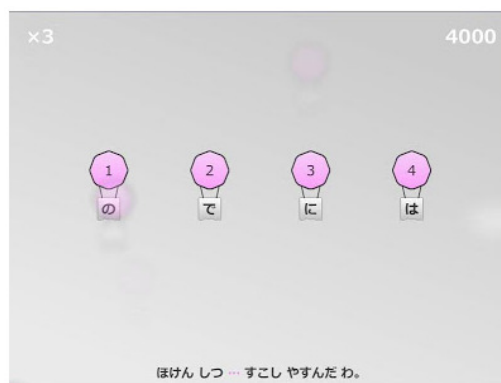 ×3 4000
1 2 3 4
の で に は
ほけん しつ … すこし やすんだ わ。